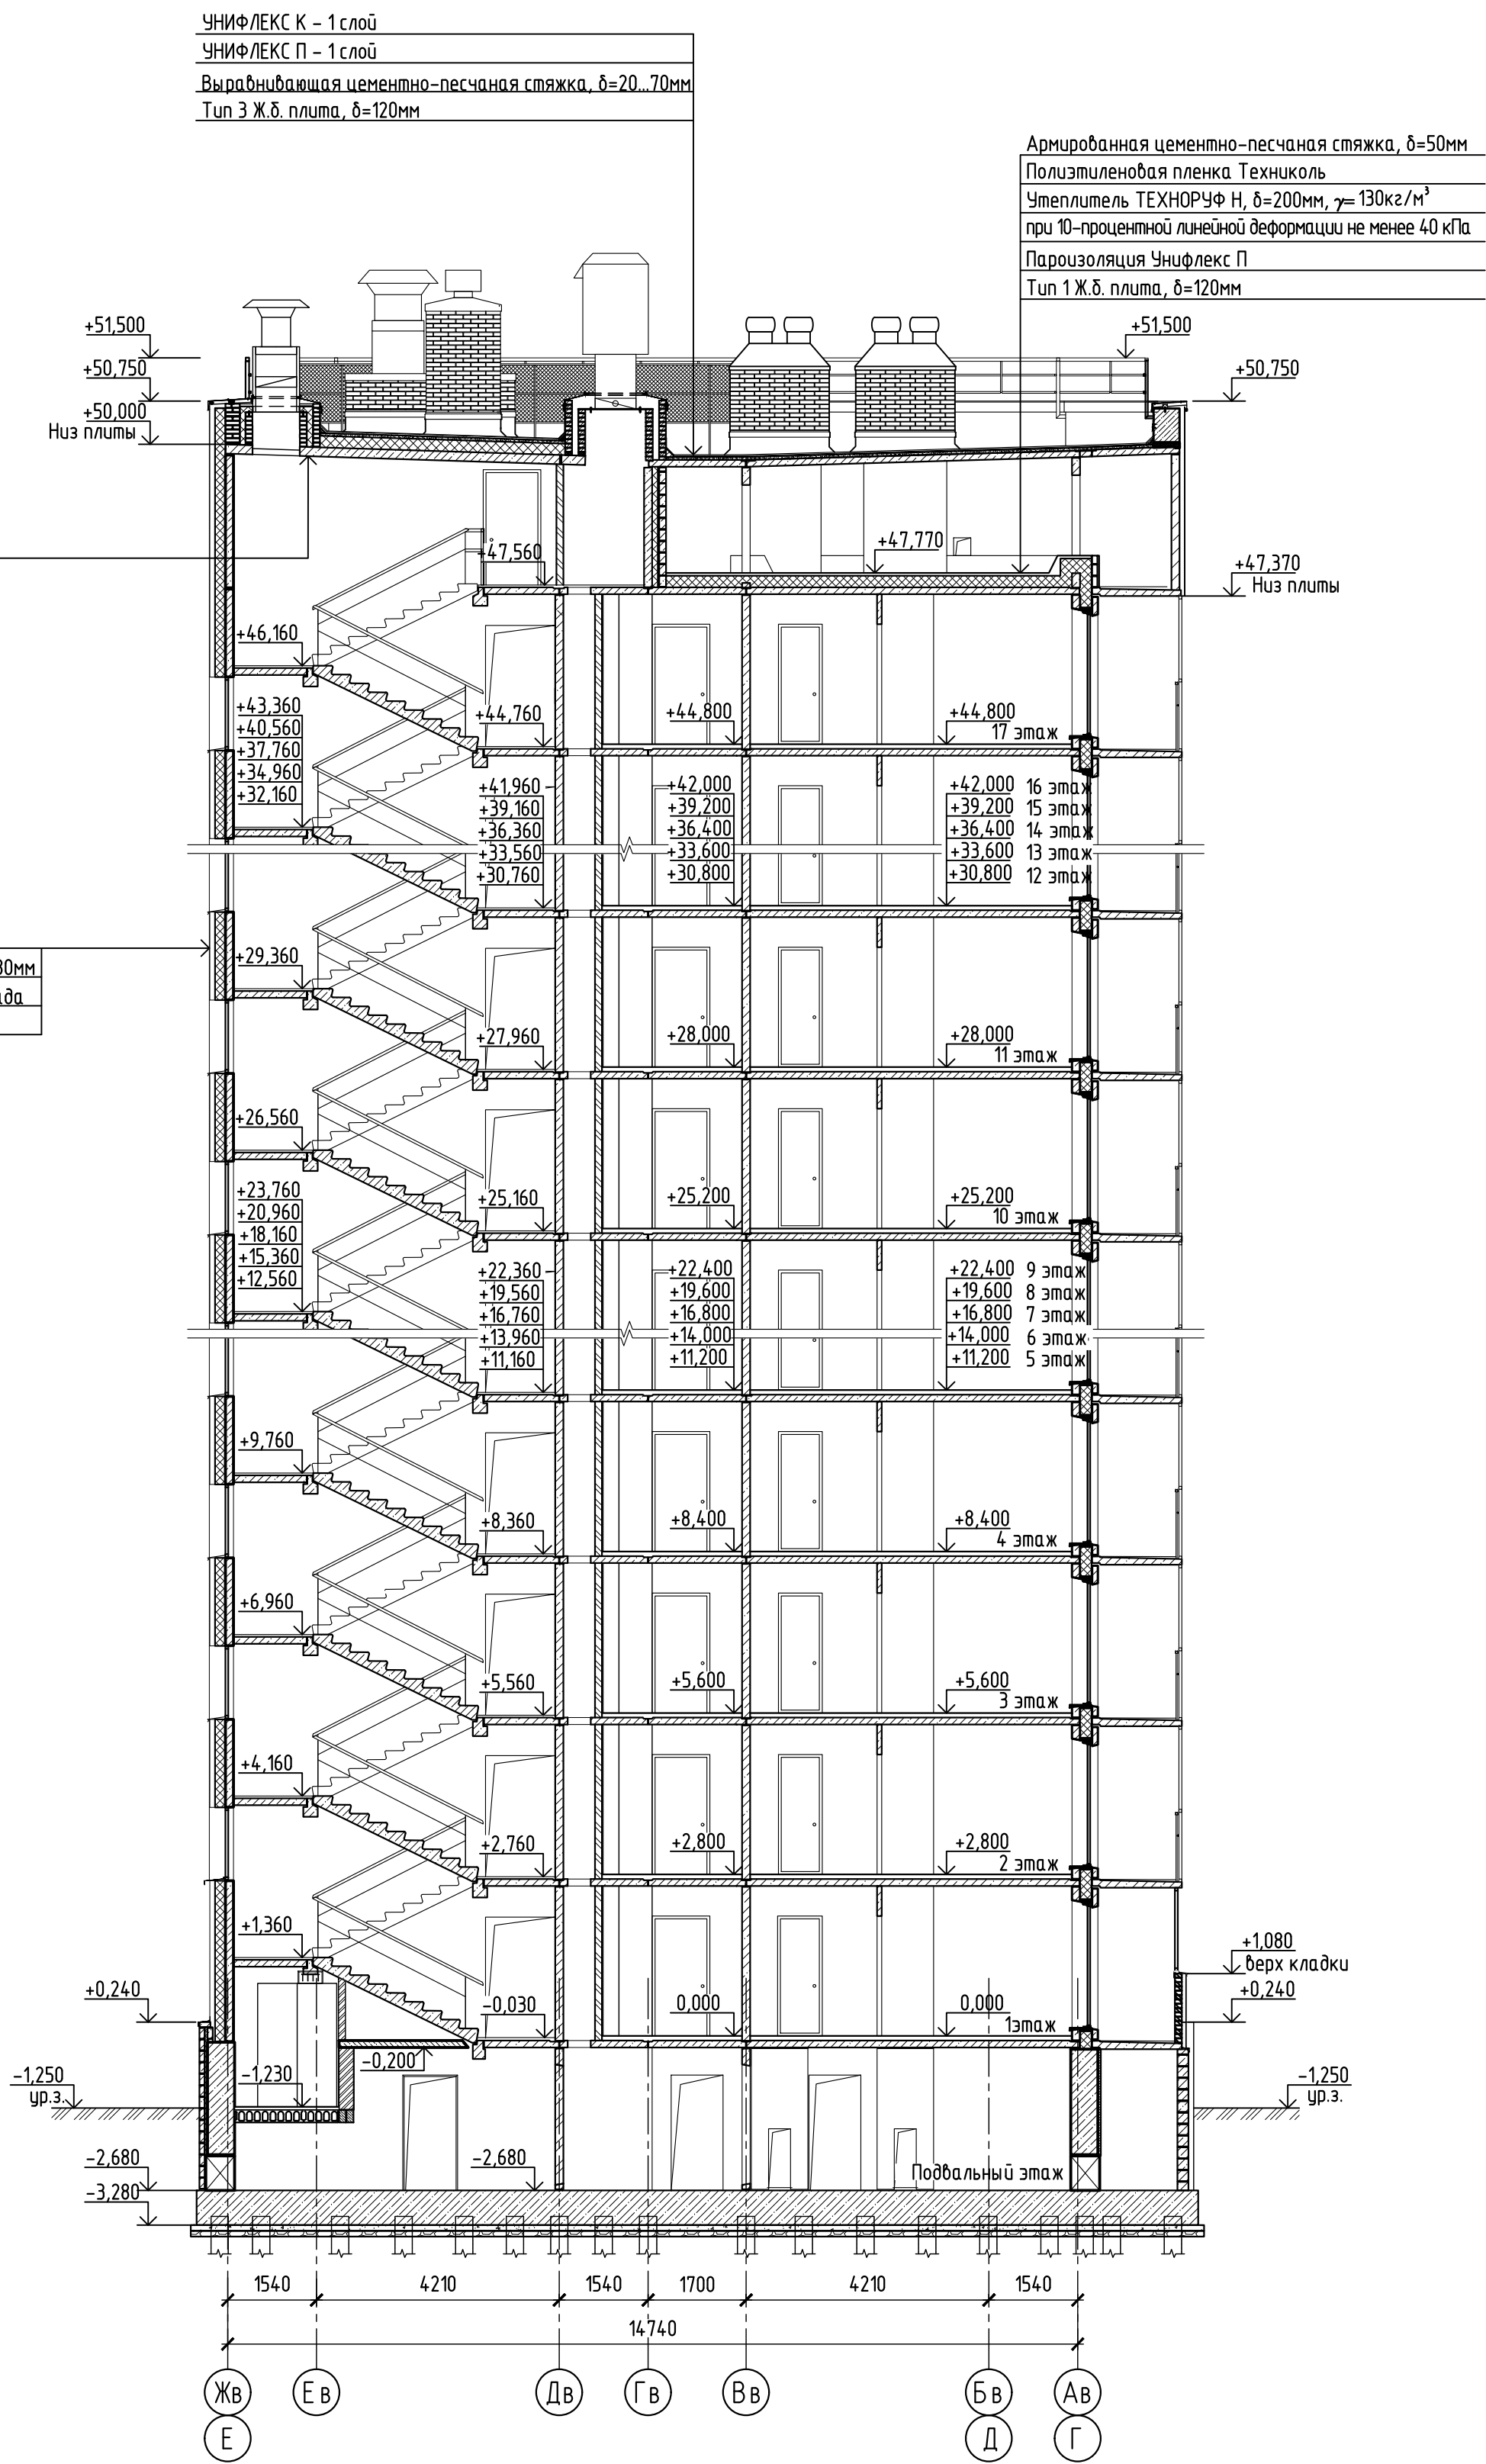 УНИФЛЕКС К - 1 слой
УНИФЛЕКС П - 1 слой
Выравнивающая цементно-песчаная стяжка, δ=20...70мм
Тип 3 Ж.б. плита, δ=120мм
Армированная цементно-песчаная стяжка, δ=50мм
Полиэтиленовая пленка Техниколь
Утеплитель ТЕХНОРУФ Н, δ=200мм, γ=130кг/м³
при 10-процентной линейной деформации не менее 40 кПа
Пароизоляция Унифлекс П
Тип 1 Ж.б. плита, δ=120мм
+51,500
+51,500
+50,750
+50,750
+50,000
Низ плиты
+47,560
+47,770
+47,370
Низ плиты
+46,160
+44,760
+44,800
+44,800
17 этаж
+43,360
+40,560
+37,760
+34,960
+32,160
+41,960
+39,160
+36,360
+33,560
+30,760
+42,000
+39,200
+36,400
+33,600
+30,800
+42,000 16 этаж
+39,200 15 этаж
+36,400 14 этаж
+33,600 13 этаж
+30,800 12 этаж
30мм
ада
+29,360
+27,960
+28,000
+28,000
11 этаж
+26,560
+25,160
+25,200
+25,200
10 этаж
+23,760
+20,960
+18,160
+15,360
+12,560
+22,360
+19,560
+16,760
+13,960
+11,160
+22,400
+19,600
+16,800
+14,000
+11,200
+22,400 9 этаж
+19,600 8 этаж
+16,800 7 этаж
+14,000 6 этаж
+11,200 5 этаж
+9,760
+8,360
+8,400
+8,400
4 этаж
+6,960
+5,560
+5,600
+5,600
3 этаж
+4,160
+2,760
+2,800
+2,800
2 этаж
+1,360
+1,080
верх кладки
+0,240
+0,240
-0,030
0,000
0,000
1этаж
-0,200
-1,230
-1,250
ур.з.
-1,250
ур.з.
-2,680
-2,680
Подвальный этаж
-3,280
1540 4210 1540 1700 4210 1540
14740
Жв Ев Дв Гв Вв Бв Ав
Е Д Г